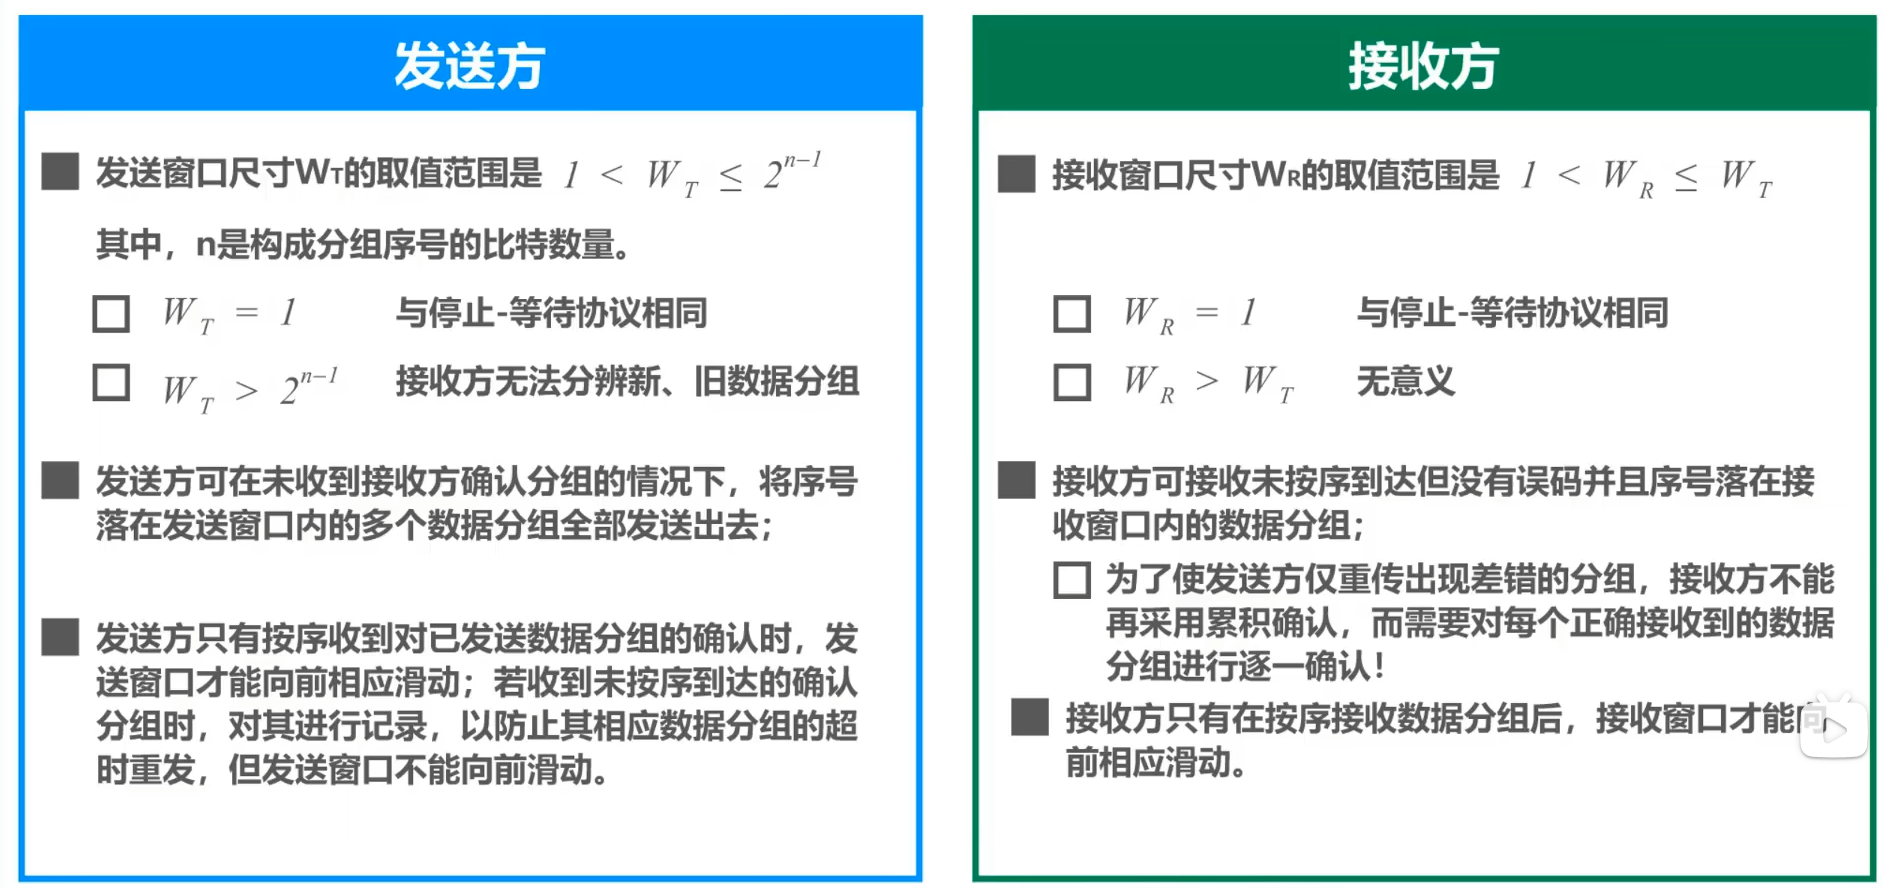 发送方
发送窗口尺寸WT的取值范围是 1 < W T ≤ 2^{n-1}
其中，n是构成分组序号的比特数量。
W T = 1 与停止-等待协议相同
W T > 2^{n-1} 接收方无法分辨新、旧数据分组
发送方可在未收到接收方确认分组的情况下，将序号
落在发送窗口内的多个数据分组全部发送出去；
发送方只有按序收到对已发送数据分组的确认时，发
送窗口才能向前相应滑动；若收到未按序到达的确认
分组时，对其进行记录，以防止其相应数据分组的超
时重发，但发送窗口不能向前滑动。
接收方
接收窗口尺寸WR的取值范围是 1 < W R ≤ W T
W R = 1 与停止-等待协议相同
W R > W T 无意义
接收方可接收未按序到达但没有误码并且序号落在接
收窗口内的数据分组；
为了使发送方仅重传出现差错的分组，接收方不能
再采用累积确认，而需要对每个正确接收到的数据
分组进行逐一确认！
接收方只有在按序接收数据分组后，接收窗口才能向
前相应滑动。